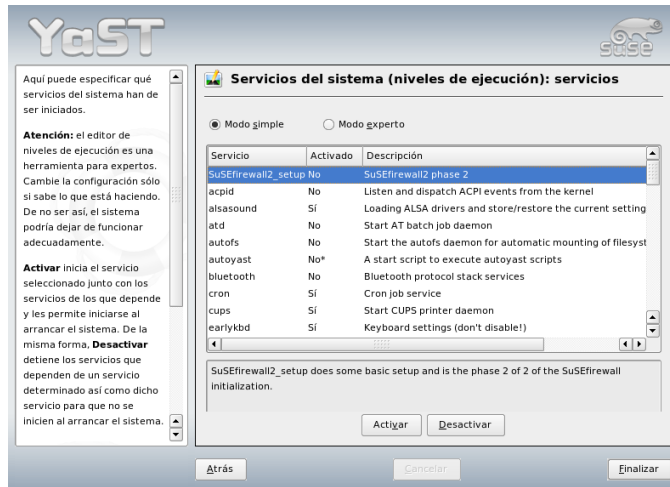 YaST
SUSE
Aquí puede especificar qué
servicios del sistema han de
ser iniciados.
Atención: el editor de
niveles de ejecución es una
herramienta para expertos.
Cambie la configuración sólo
si sabe lo que está haciendo.
De no ser así, el sistema
podría dejar de funcionar
adecuadamente.
Activar inicia el servicio
seleccionado junto con los
servicios de los que depende
y les permite iniciarse al
arrancar el sistema. De la
misma forma, Desactivar
detiene los servicios que
dependen de un servicio
determinado así como dicho
servicio para que no se
inicien al arrancar el sistema.
Servicios del sistema (niveles de ejecución): servicios
Modo simple Modo experto
Servicio Activado Descripción
SuSEfirewall2_setup No SuSEfirewall2 phase 2
acpid No Listen and dispatch ACPI events from the kernel
alsasound Sí Loading ALSA drivers and store/restore the current setting
atd No Start AT batch job daemon
autofs No Start the autofs daemon for automatic mounting of filesyst
autoyast No* A start script to execute autoyast scripts
bluetooth No Bluetooth protocol stack services
cron Sí Cron job service
cups Sí Start CUPS printer daemon
earlykbd Sí Keyboard settings (don't disable!)
SuSEfirewall2_setup does some basic setup and is the phase 2 of 2 of the SuSEfirewall
initialization.
Activar Desactivar
Atrás Cancelar Finalizar